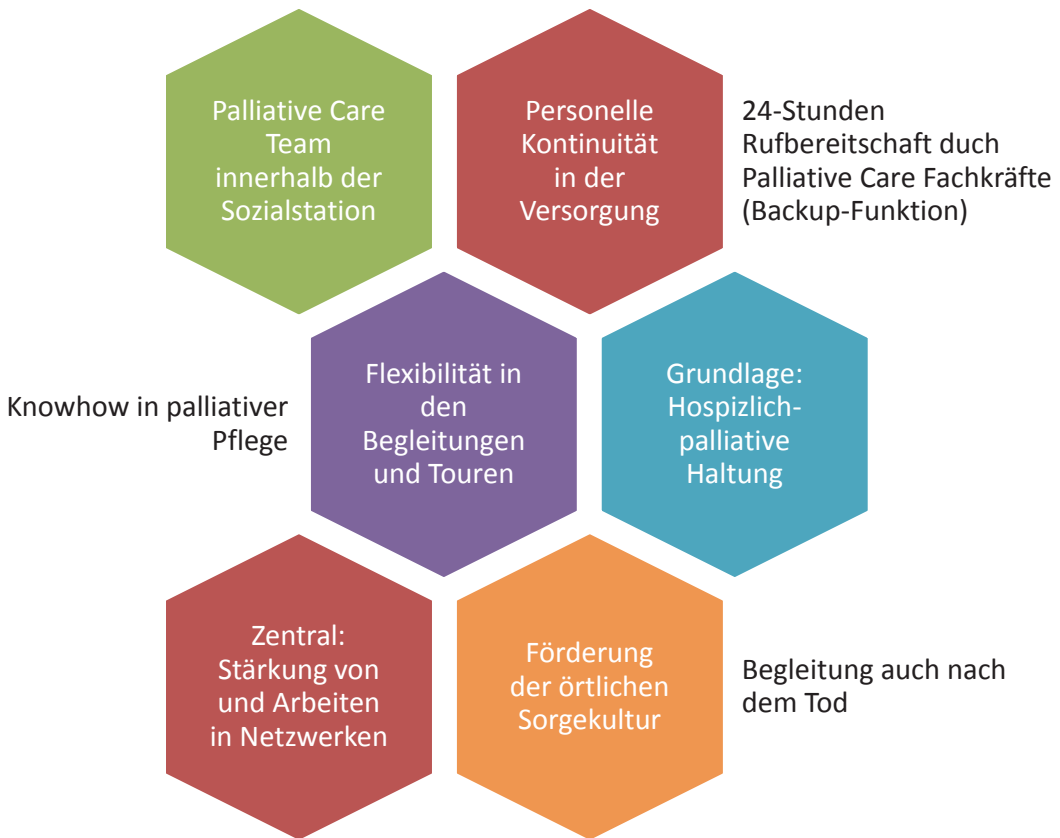 Palliative Care
Team
innerhalb der
Sozialstation
Personelle
Kontinuität
in der
Versorgung
24-Stunden
Rufbereitschaft duch
Palliative Care Fachkräfte
(Backup-Funktion)
Knowhow in palliativer
Pflege
Flexibilität in
den
Begleitungen
und Touren
Grundlage:
Hospizlich-
palliative
Haltung
Zentral:
Stärkung von
und Arbeiten
in Netzwerken
Förderung
der örtlichen
Sorgekultur
Begleitung auch nach
dem Tod